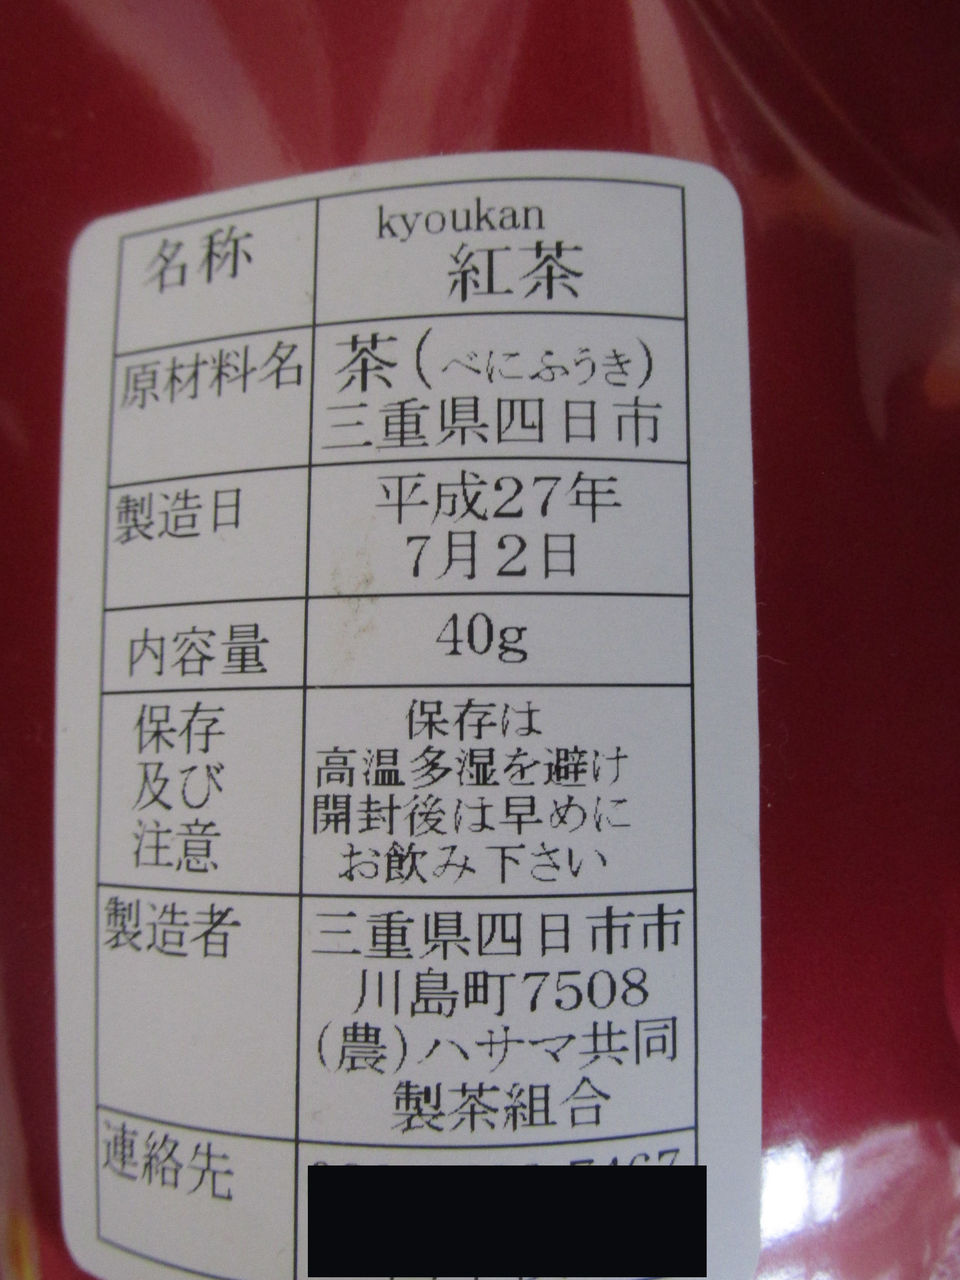 名称
kyoukan
紅茶
原材料名
茶(べにふうき)
三重県四日市
製造日
平成27年
7月2日
内容量
40g
保存
及び
注意
保存は
高温多湿を避け
開封後は早めに
お飲み下さい
製造者
三重県四日市市
川島町7508
(農)ハサマ共同
製茶組合
連絡先